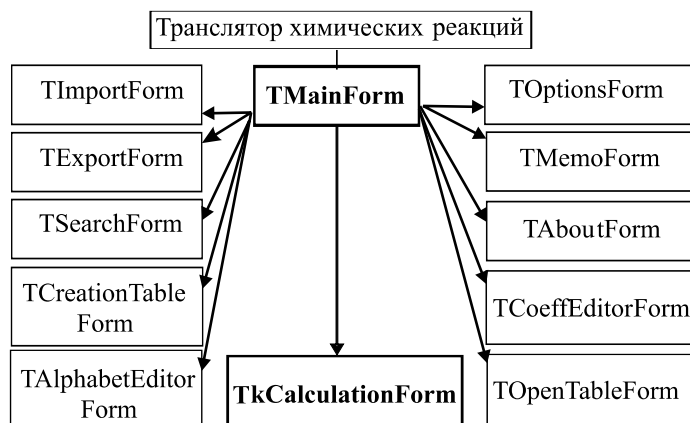 Транслятор химических реакций
TMainForm
TImportForm
TExportForm
TSearchForm
TCreationTable
Form
TAlphabetEditor
Form
TkCalculationForm
TOptionsForm
TMemoForm
TAboutForm
TCoeffEditorForm
TOpenTableForm